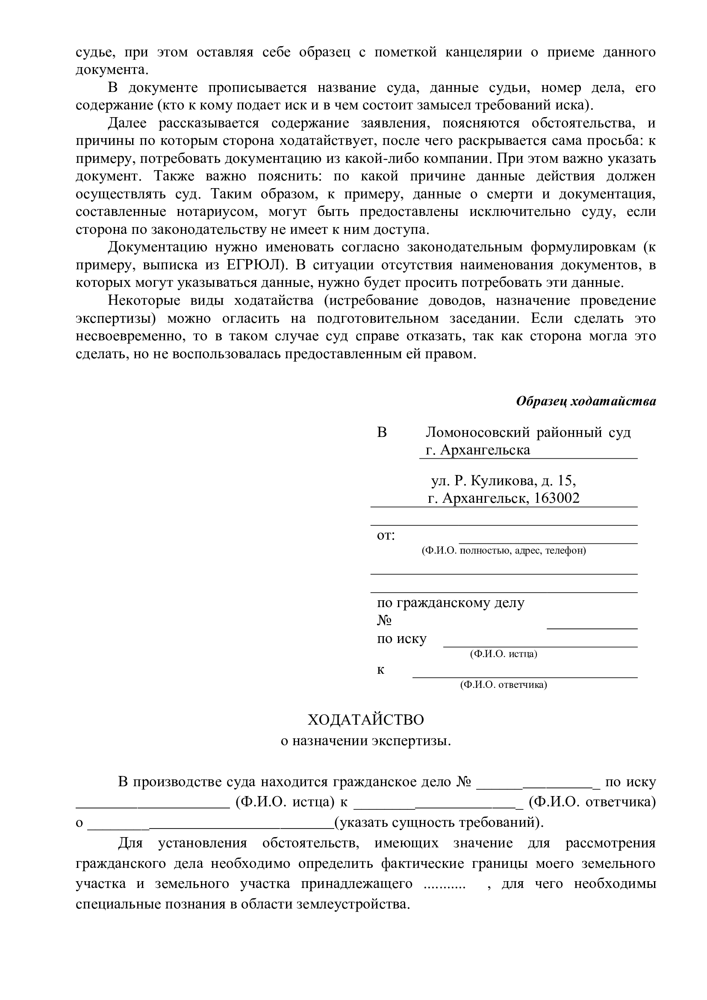 судье, при этом оставляя себе образец с пометкой канцелярии о приеме данного
документа.
В документе прописывается название суда, данные судьи, номер дела, его
содержание (кто к кому подает иск и в чем состоит замысел требований иска).
Далее рассказывается содержание заявления, поясняются обстоятельства, и
причины по которым сторона ходатайствует, после чего раскрывается сама просьба: к
примеру, потребовать документацию из какой-либо компании. При этом важно указать
документ. Также важно пояснить: по какой причине данные действия должен
осуществлять суд. Таким образом, к примеру, данные о смерти и документация,
составленные нотариусом, могут быть предоставлены исключительно суду, если
сторона по законодательству не имеет к ним доступа.
Документацию нужно именовать согласно законодательным формулировкам (к
примеру, выписка из ЕГРЮЛ). В ситуации отсутствия наименования документов, в
которых могут указываться данные, нужно будет просить потребовать эти данные.
Некоторые виды ходатайства (истребование доводов, назначение проведение
экспертизы) можно огласить на подготовительном заседании. Если сделать это
несвоевременно, то в таком случае суд справе отказать, так как сторона могла это
сделать, но не воспользовалась предоставленным ей правом.
Образец ходатайства
В Ломоносовский районный суд
г. Архангельска
ул. Р. Куликова, д. 15,
г. Архангельск, 163002
от:
(Ф.И.О. полностью, адрес, телефон)
по гражданскому делу
№
по иску
(Ф.И.О. истца)
к
(Ф.И.О. ответчика)
ХОДАТАЙСТВО
о назначении экспертизы.
В производстве суда находится гражданское дело № ________________ по иску
____________________ (Ф.И.О. истца) к ______________________ (Ф.И.О. ответчика)
о ________________________________(указать сущность требований).
Для установления обстоятельств, имеющих значение для рассмотрения
гражданского дела необходимо определить фактические границы моего земельного
участка и земельного участка принадлежащего ........... , для чего необходимы
специальные познания в области землеустройства.